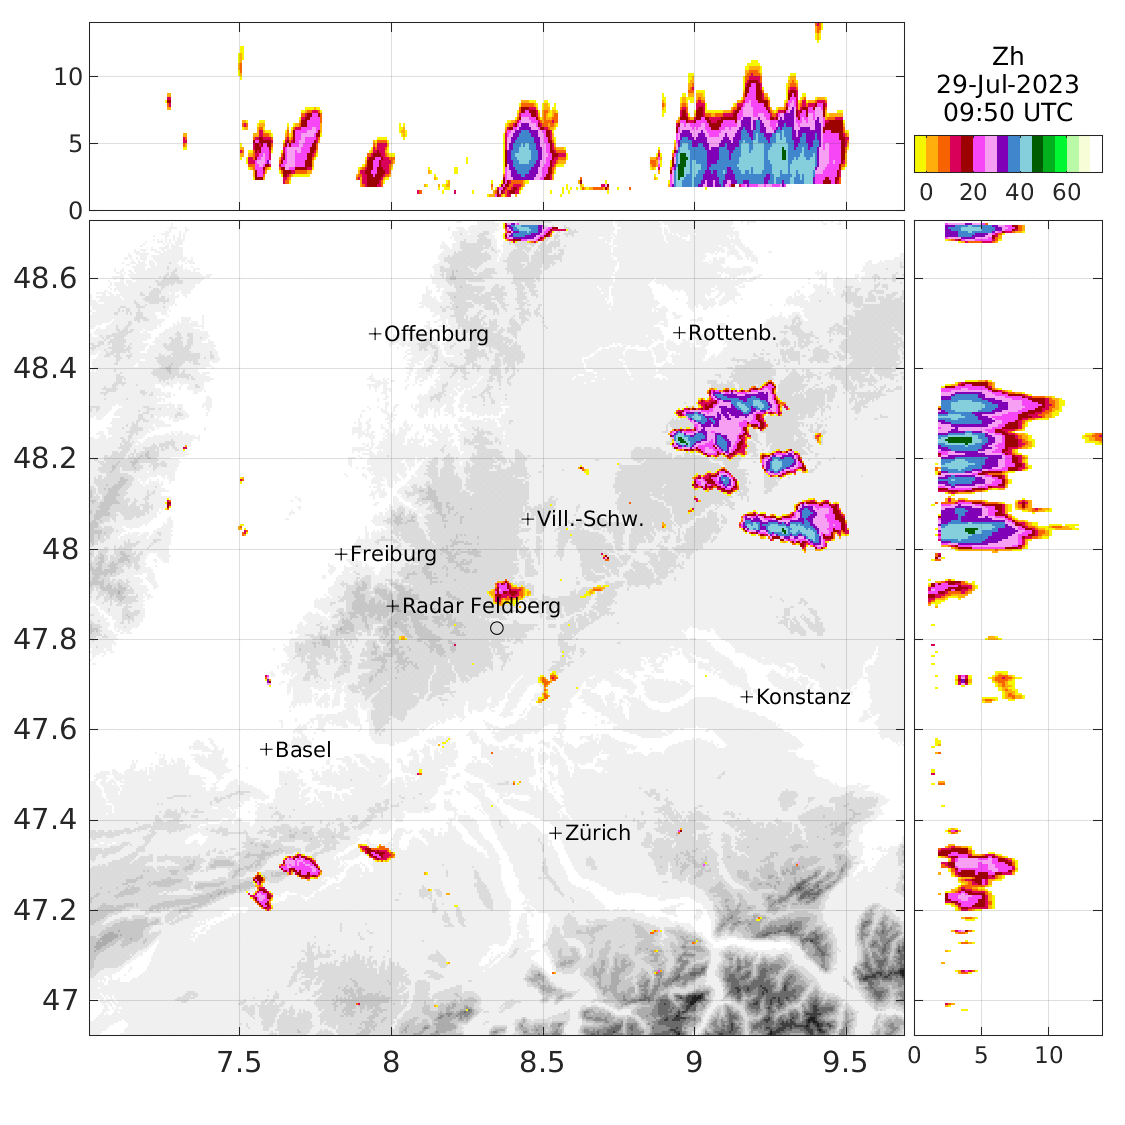 10
5
0
Zh
29-Jul-2023
09:50 UTC
0 20 40 60
48.6
48.4
48.2
48
47.8
47.6
47.4
47.2
47
+Offenburg
+Rottenb.
+Vill.-Schw.
+Freiburg
+Radar Feldberg
+Konstanz
+Basel
+Zürich
7.5 8 8.5 9 9.5
0 5 10